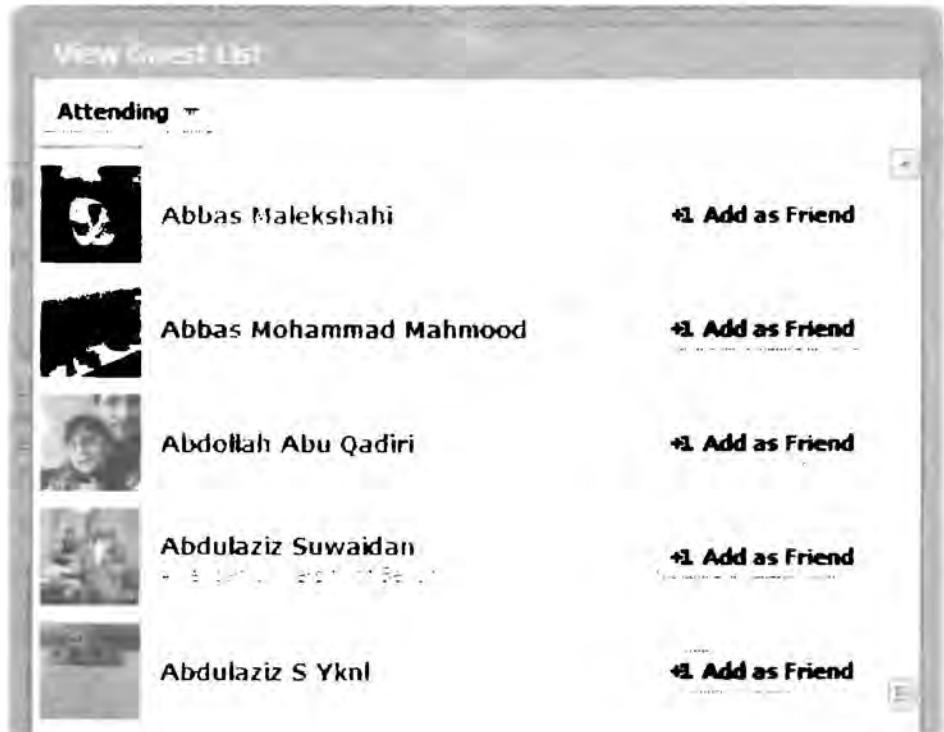 View Guest List
Attending
Abbas Malekshahi
+1 Add as Friend
Abbas Mohammad Mahmood
+1 Add as Friend
Abdollah Abu Qadiri
+1 Add as Friend
Abdulaziz Suwaidan
+1 Add as Friend
Abdulaziz S Yknl
+1 Add as Friend